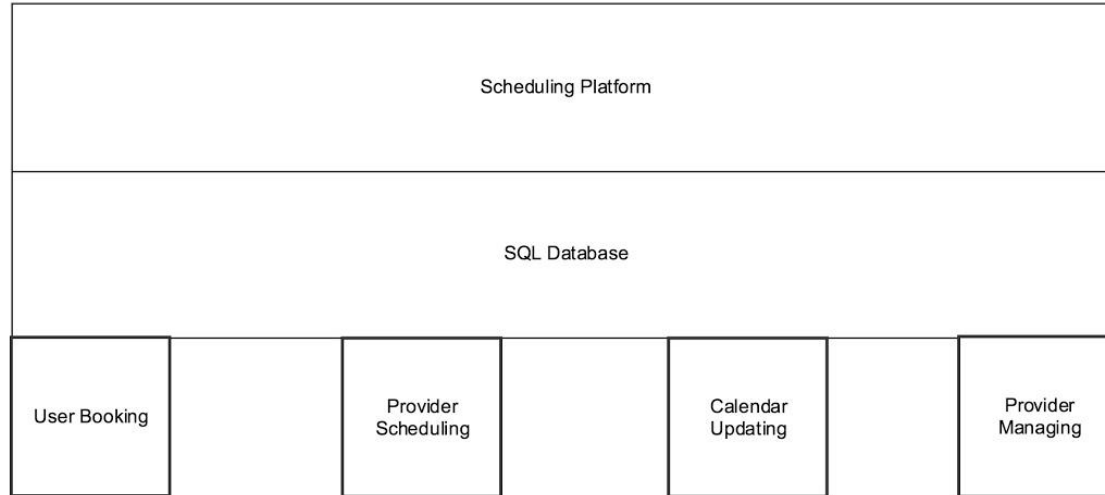 Scheduling Platform
SQL Database
User Booking
Provider
Scheduling
Calendar
Updating
Provider
Managing